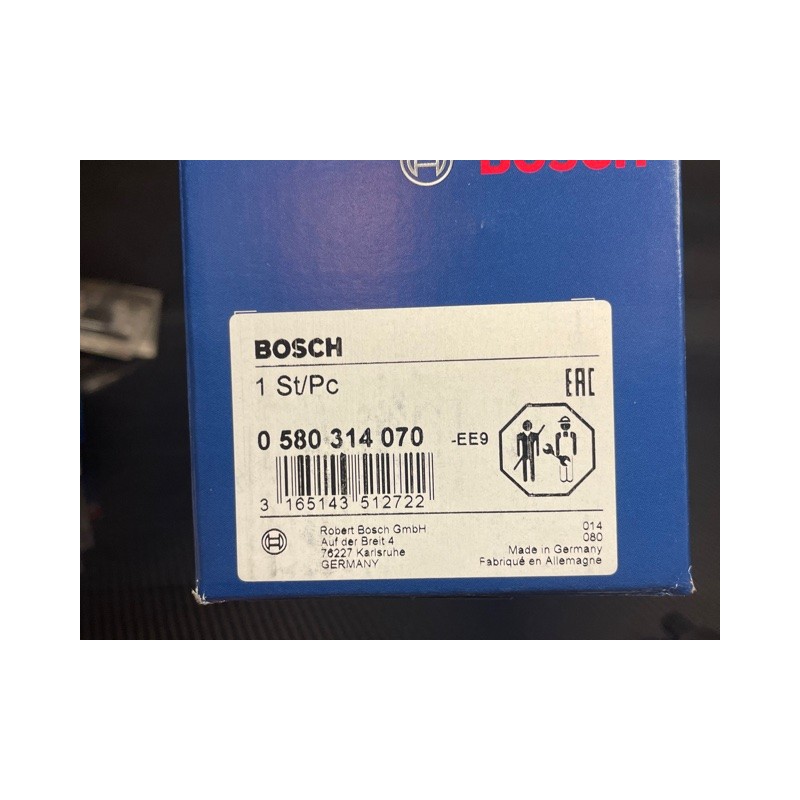 BOSCH
BOSCH
1 St/Pc
EAC
0 580 314 070
-EE9
3 165143 512722
Robert Bosch GmbH
Auf der Breit 4
76227 Karlsruhe
GERMANY
014
080
Made in Germany
Fabriqué en Allemagne